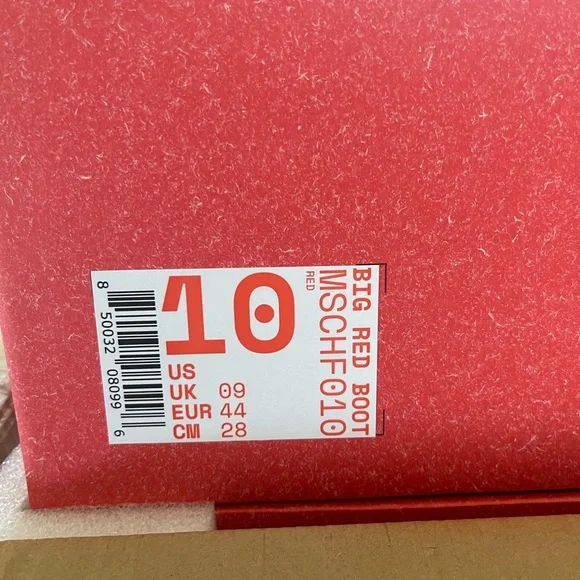 10
US
UK 09
EUR 44
CM 28
BIG RED BOOT
MSCHF010
RED
8 50032 08099 6